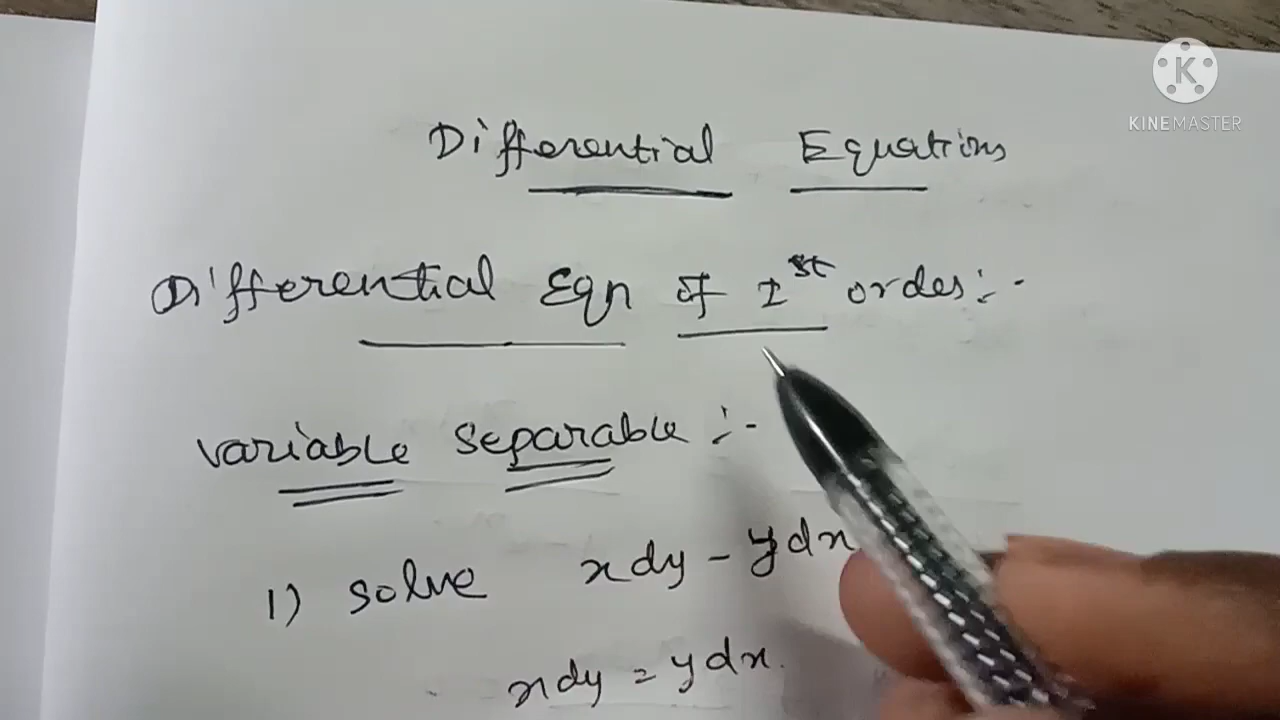 K
KINEMASTER
Differential Equations
Differential Eqn of 1st order:-
variable separable :-
1) solve xdy - ydx
xdy = ydx.